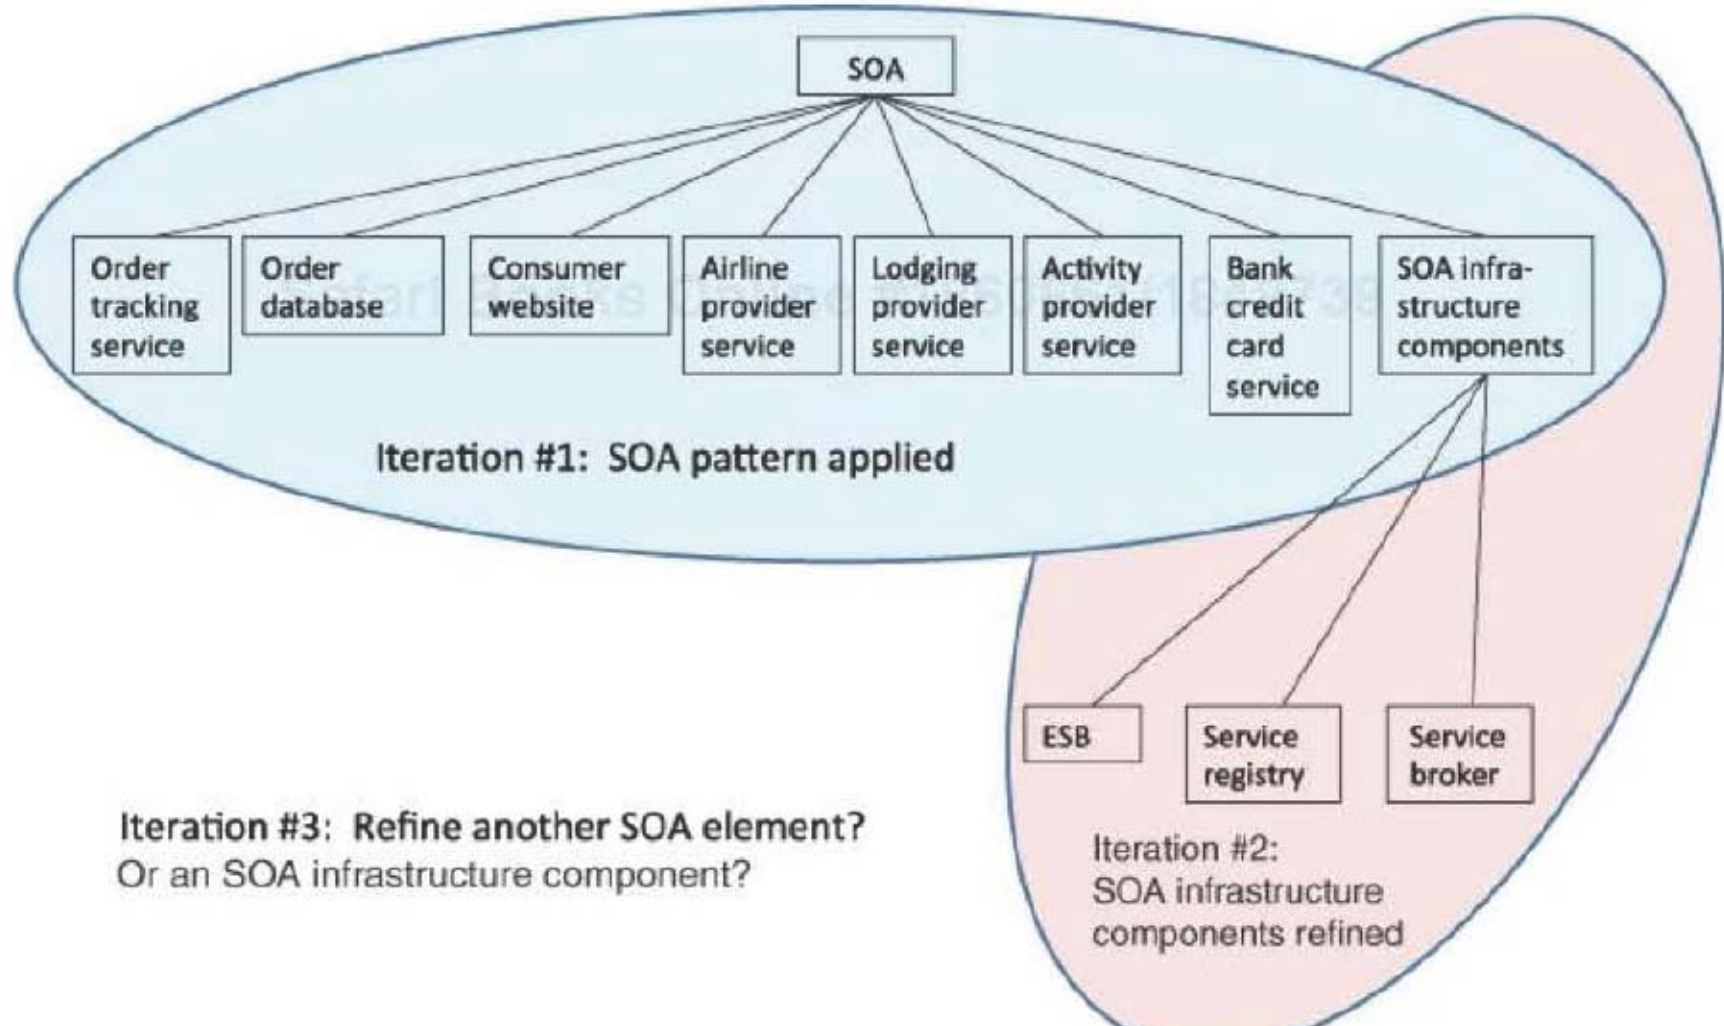 SOA
Order
tracking
service
Order
database
Consumer
website
Airline
provider
service
Lodging
provider
service
Activity
provider
service
Bank
credit
card
service
SOA infra-
structure
components
Iteration #1: SOA pattern applied
ESB
Service
registry
Service
broker
Iteration #3: Refine another SOA element?
Or an SOA infrastructure component?
Iteration #2:
SOA infrastructure
components refined